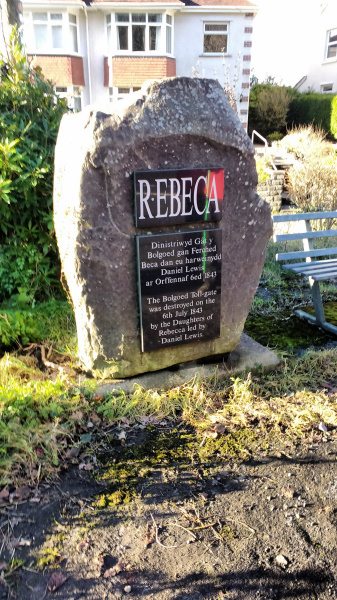 REBECA
Dinistriwyd Giât y
Bolgoed gan Ferched
Beca dan eu harweinydd
Daniel Lewis
ar Orffennaf 6ed 1843
The Bolgoed Toll-gate
was destroyed on the
6th July 1843
by the Daughters of
Rebecca led by
Daniel Lewis.